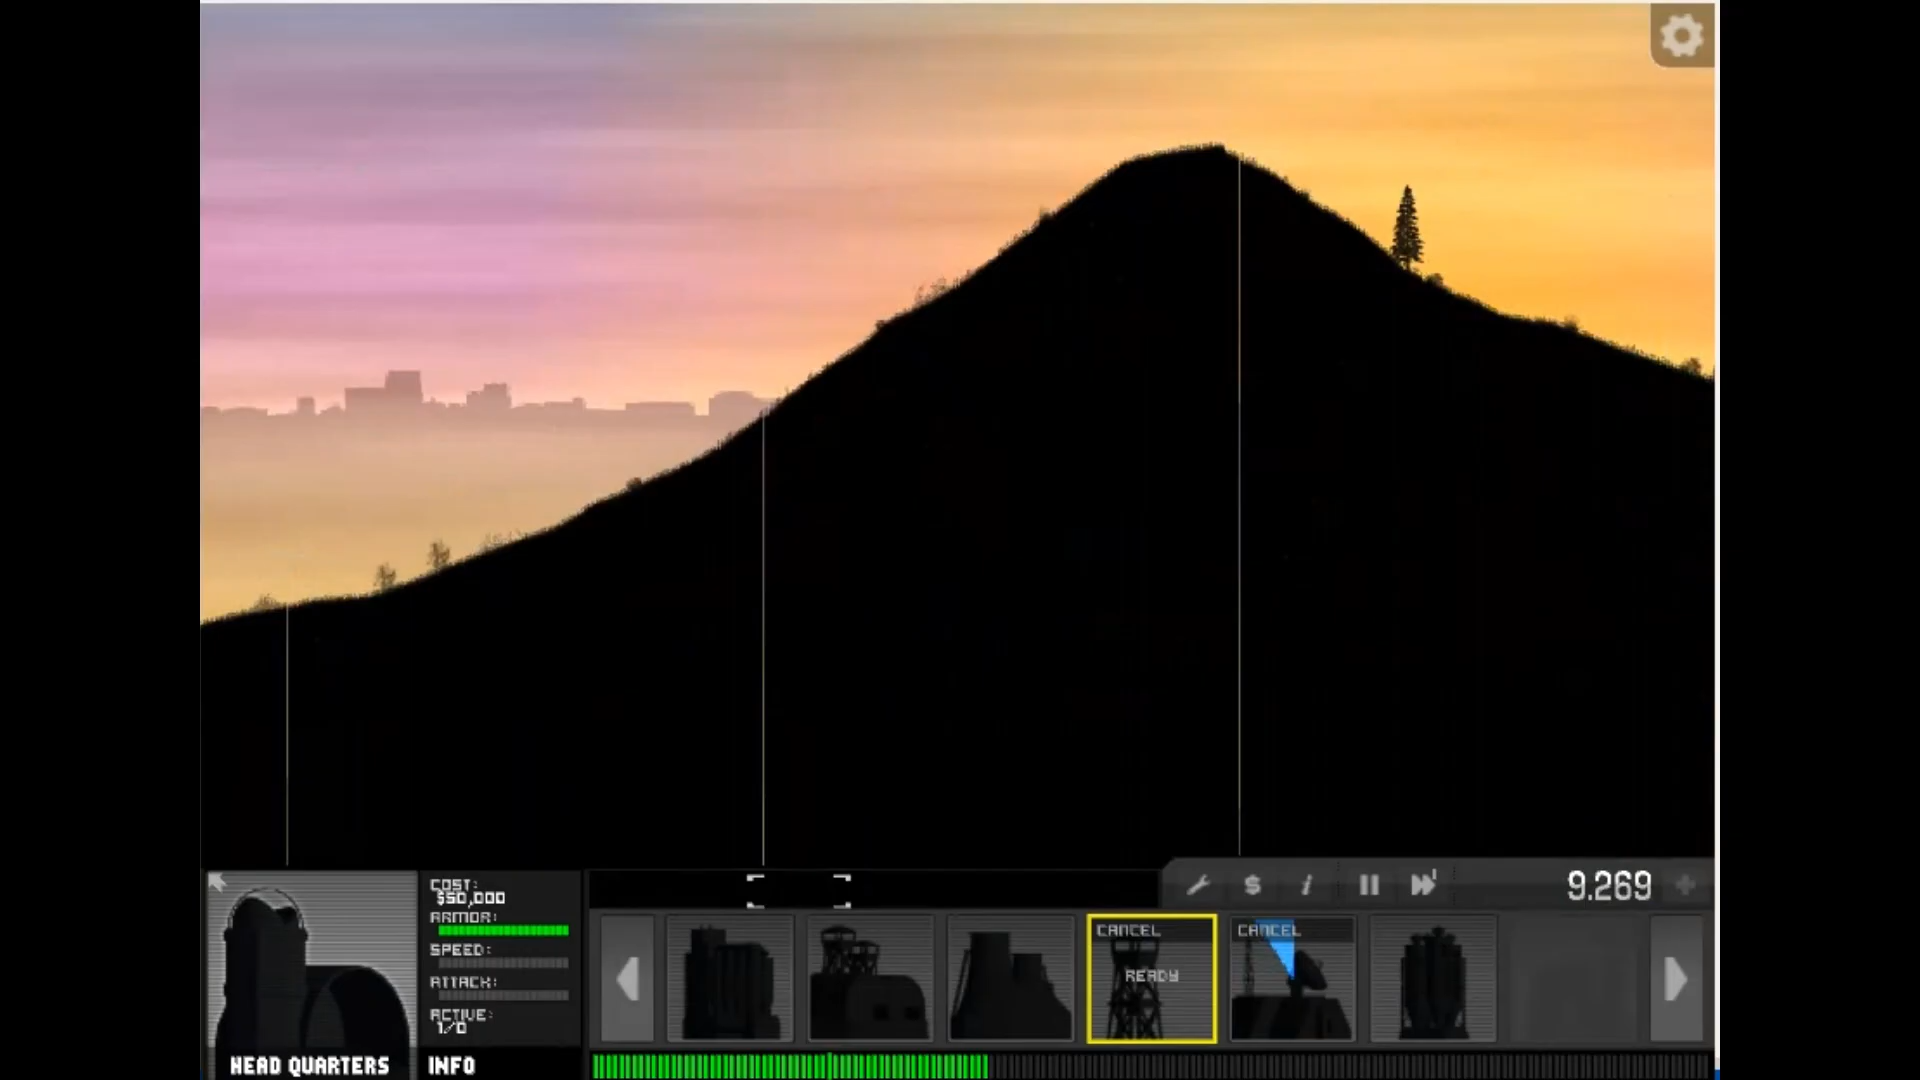 9.269
COST:
$50,000
ARMOR:
SPEED:
ATTACK:
ACTIVE:
1/0
CANCEL
READY
CANCEL
HEAD QUARTERS
INFO